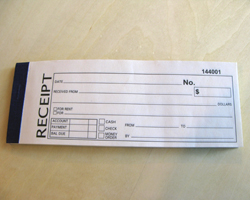 RECEIPT
144001
DATE No.
RECEIVED FROM $
DOLLARS
FOR RENT
FOR
ACCOUNT CASH
PAYMENT CHECK FROM TO
BAL. DUE MONEY ORDER BY